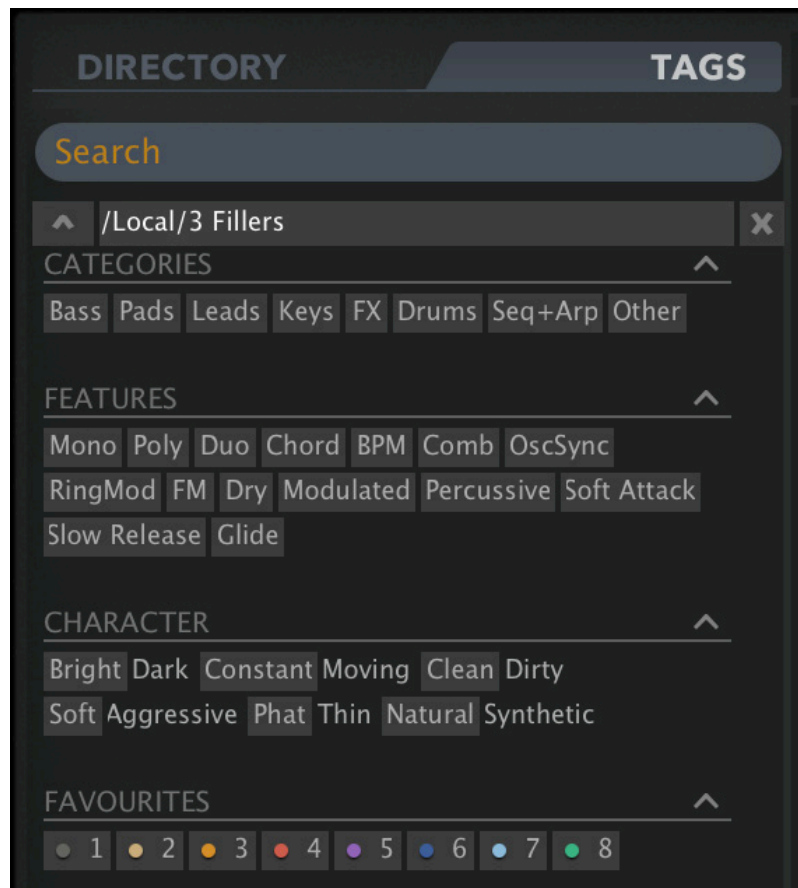 DIRECTORY TAGS
Search
/Local/3 Fillers
CATEGORIES
Bass Pads Leads Keys FX Drums Seq+Arp Other
FEATURES
Mono Poly Duo Chord BPM Comb OscSync
RingMod FM Dry Modulated Percussive Soft Attack
Slow Release Glide
CHARACTER
Bright Dark Constant Moving Clean Dirty
Soft Aggressive Phat Thin Natural Synthetic
FAVOURITES
1 2 3 4 5 6 7 8